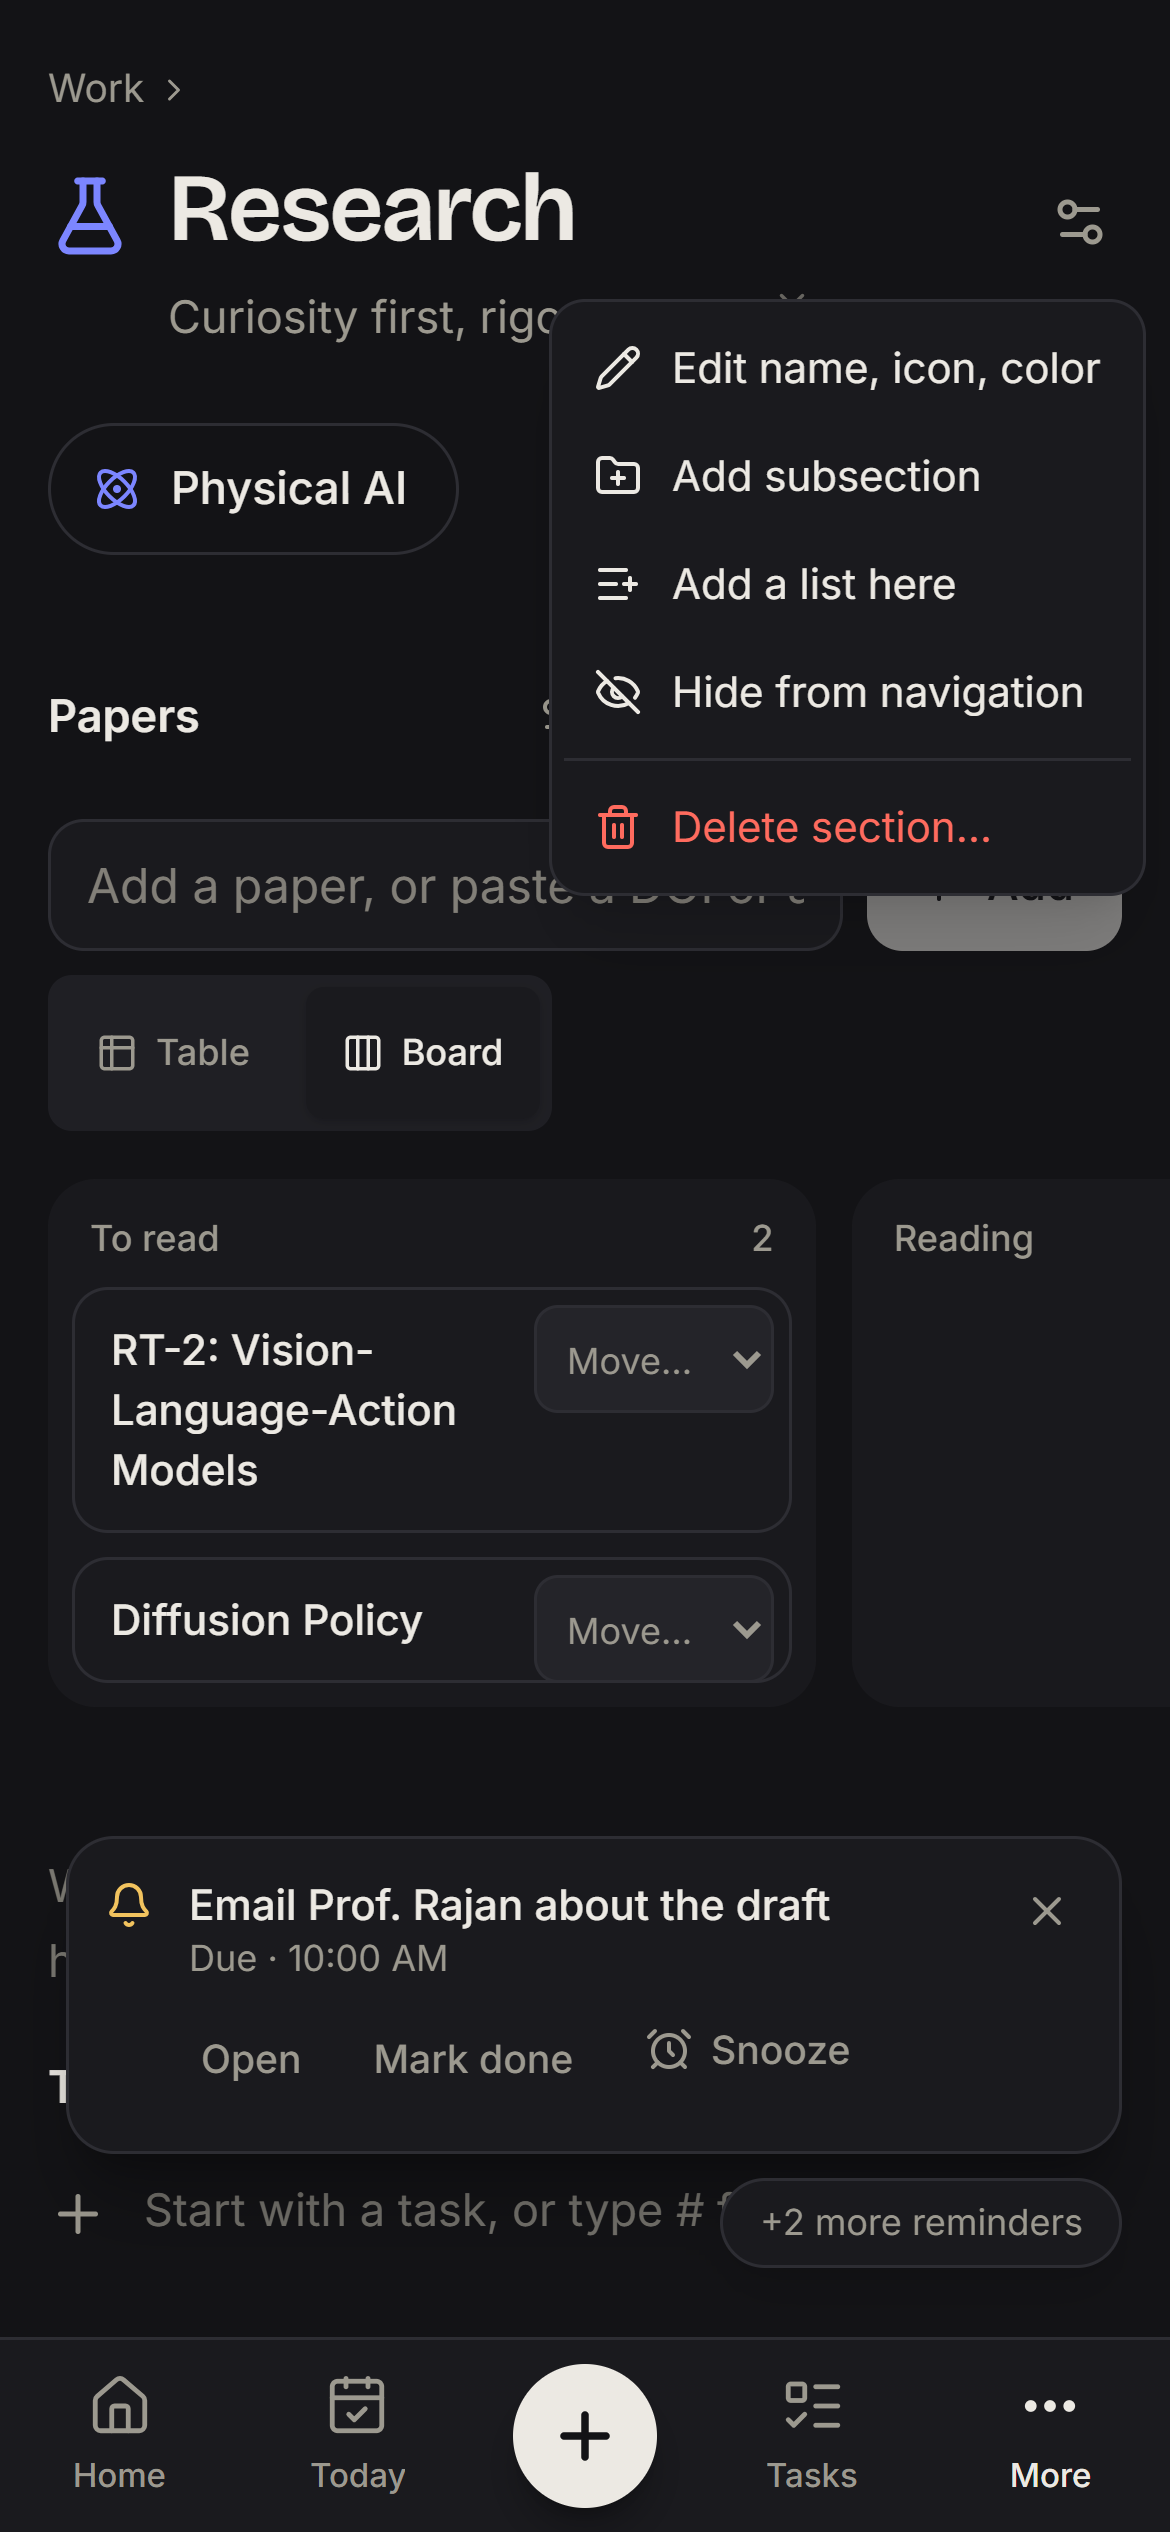 Work
Research
Curiosity first,
Edit name, icon, color
Add subsection
Physical AI
Add a list here
Hide from navigation
Papers
Delete section...
Add a paper, or paste a DOI or t
Add
Table
Board
To read
2
Reading
RT-2: Vision-
Language-Action
Models
Move...
Diffusion Policy
Move...
Email Prof. Rajan about the draft
Due · 10:00 AM
Open
Mark done
Snooze
Start with a task, or type #
+2 more reminders
Home
Today
Tasks
More